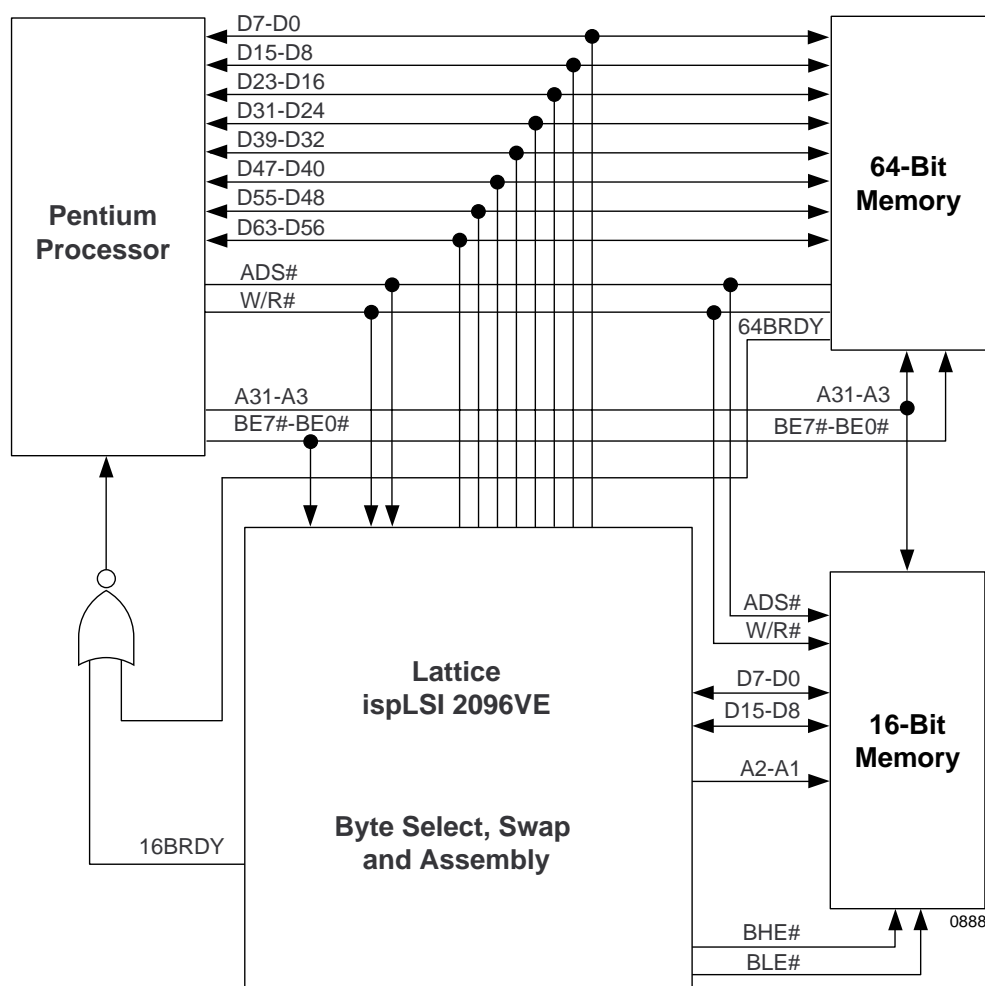 D7-D0
D15-D8
D23-D16
D31-D24
D39-D32
D47-D40
D55-D48
D63-D56
Pentium
Processor
64-Bit
Memory
ADS#
W/R#
64BRDY
A31-A3
A31-A3
BE7#-BE0#
BE7#-BE0#
ADS#
W/R#
Lattice
ispLSI 2096VE
D7-D0
D15-D8
16-Bit
Memory
A2-A1
Byte Select, Swap
and Assembly
16BRDY
BHE#
BLE#
0888